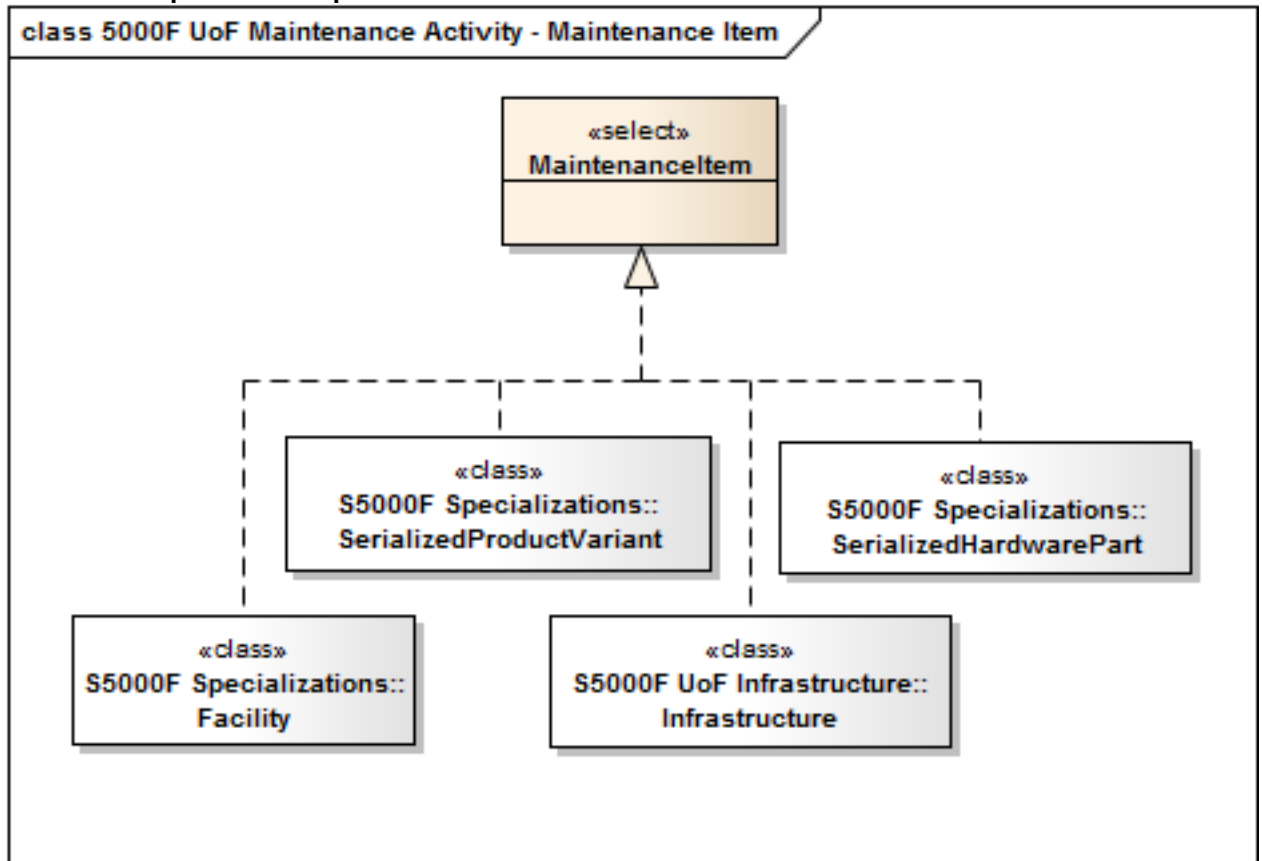 class 5000F UoF Maintenance Activity - Maintenance Item
«select»
MaintenanceItem
«class»
S5000F Specializations::
SerializedProductVariant
«class»
S5000F Specializations::
SerializedHardwarePart
«class»
S5000F Specializations::
Facility
«class»
S5000F UoF Infrastructure::
Infrastructure